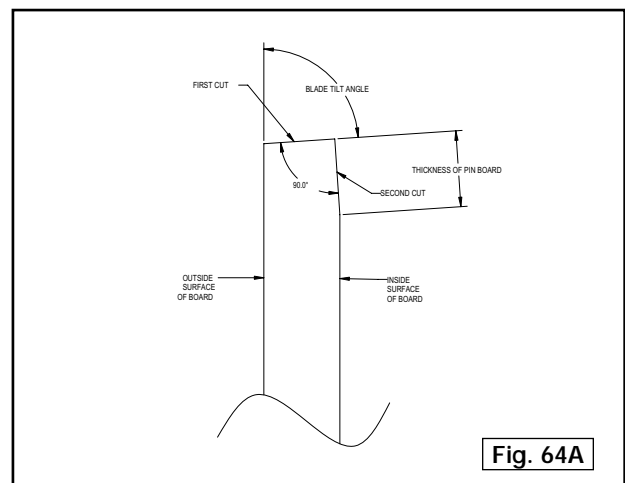 FIRST CUT
BLADE TILT ANGLE
THICKNESS OF PIN BOARD
90.0°
SECOND CUT
OUTSIDE
SURFACE
OF BOARD
INSIDE
SURFACE
OF BOARD
Fig. 64A